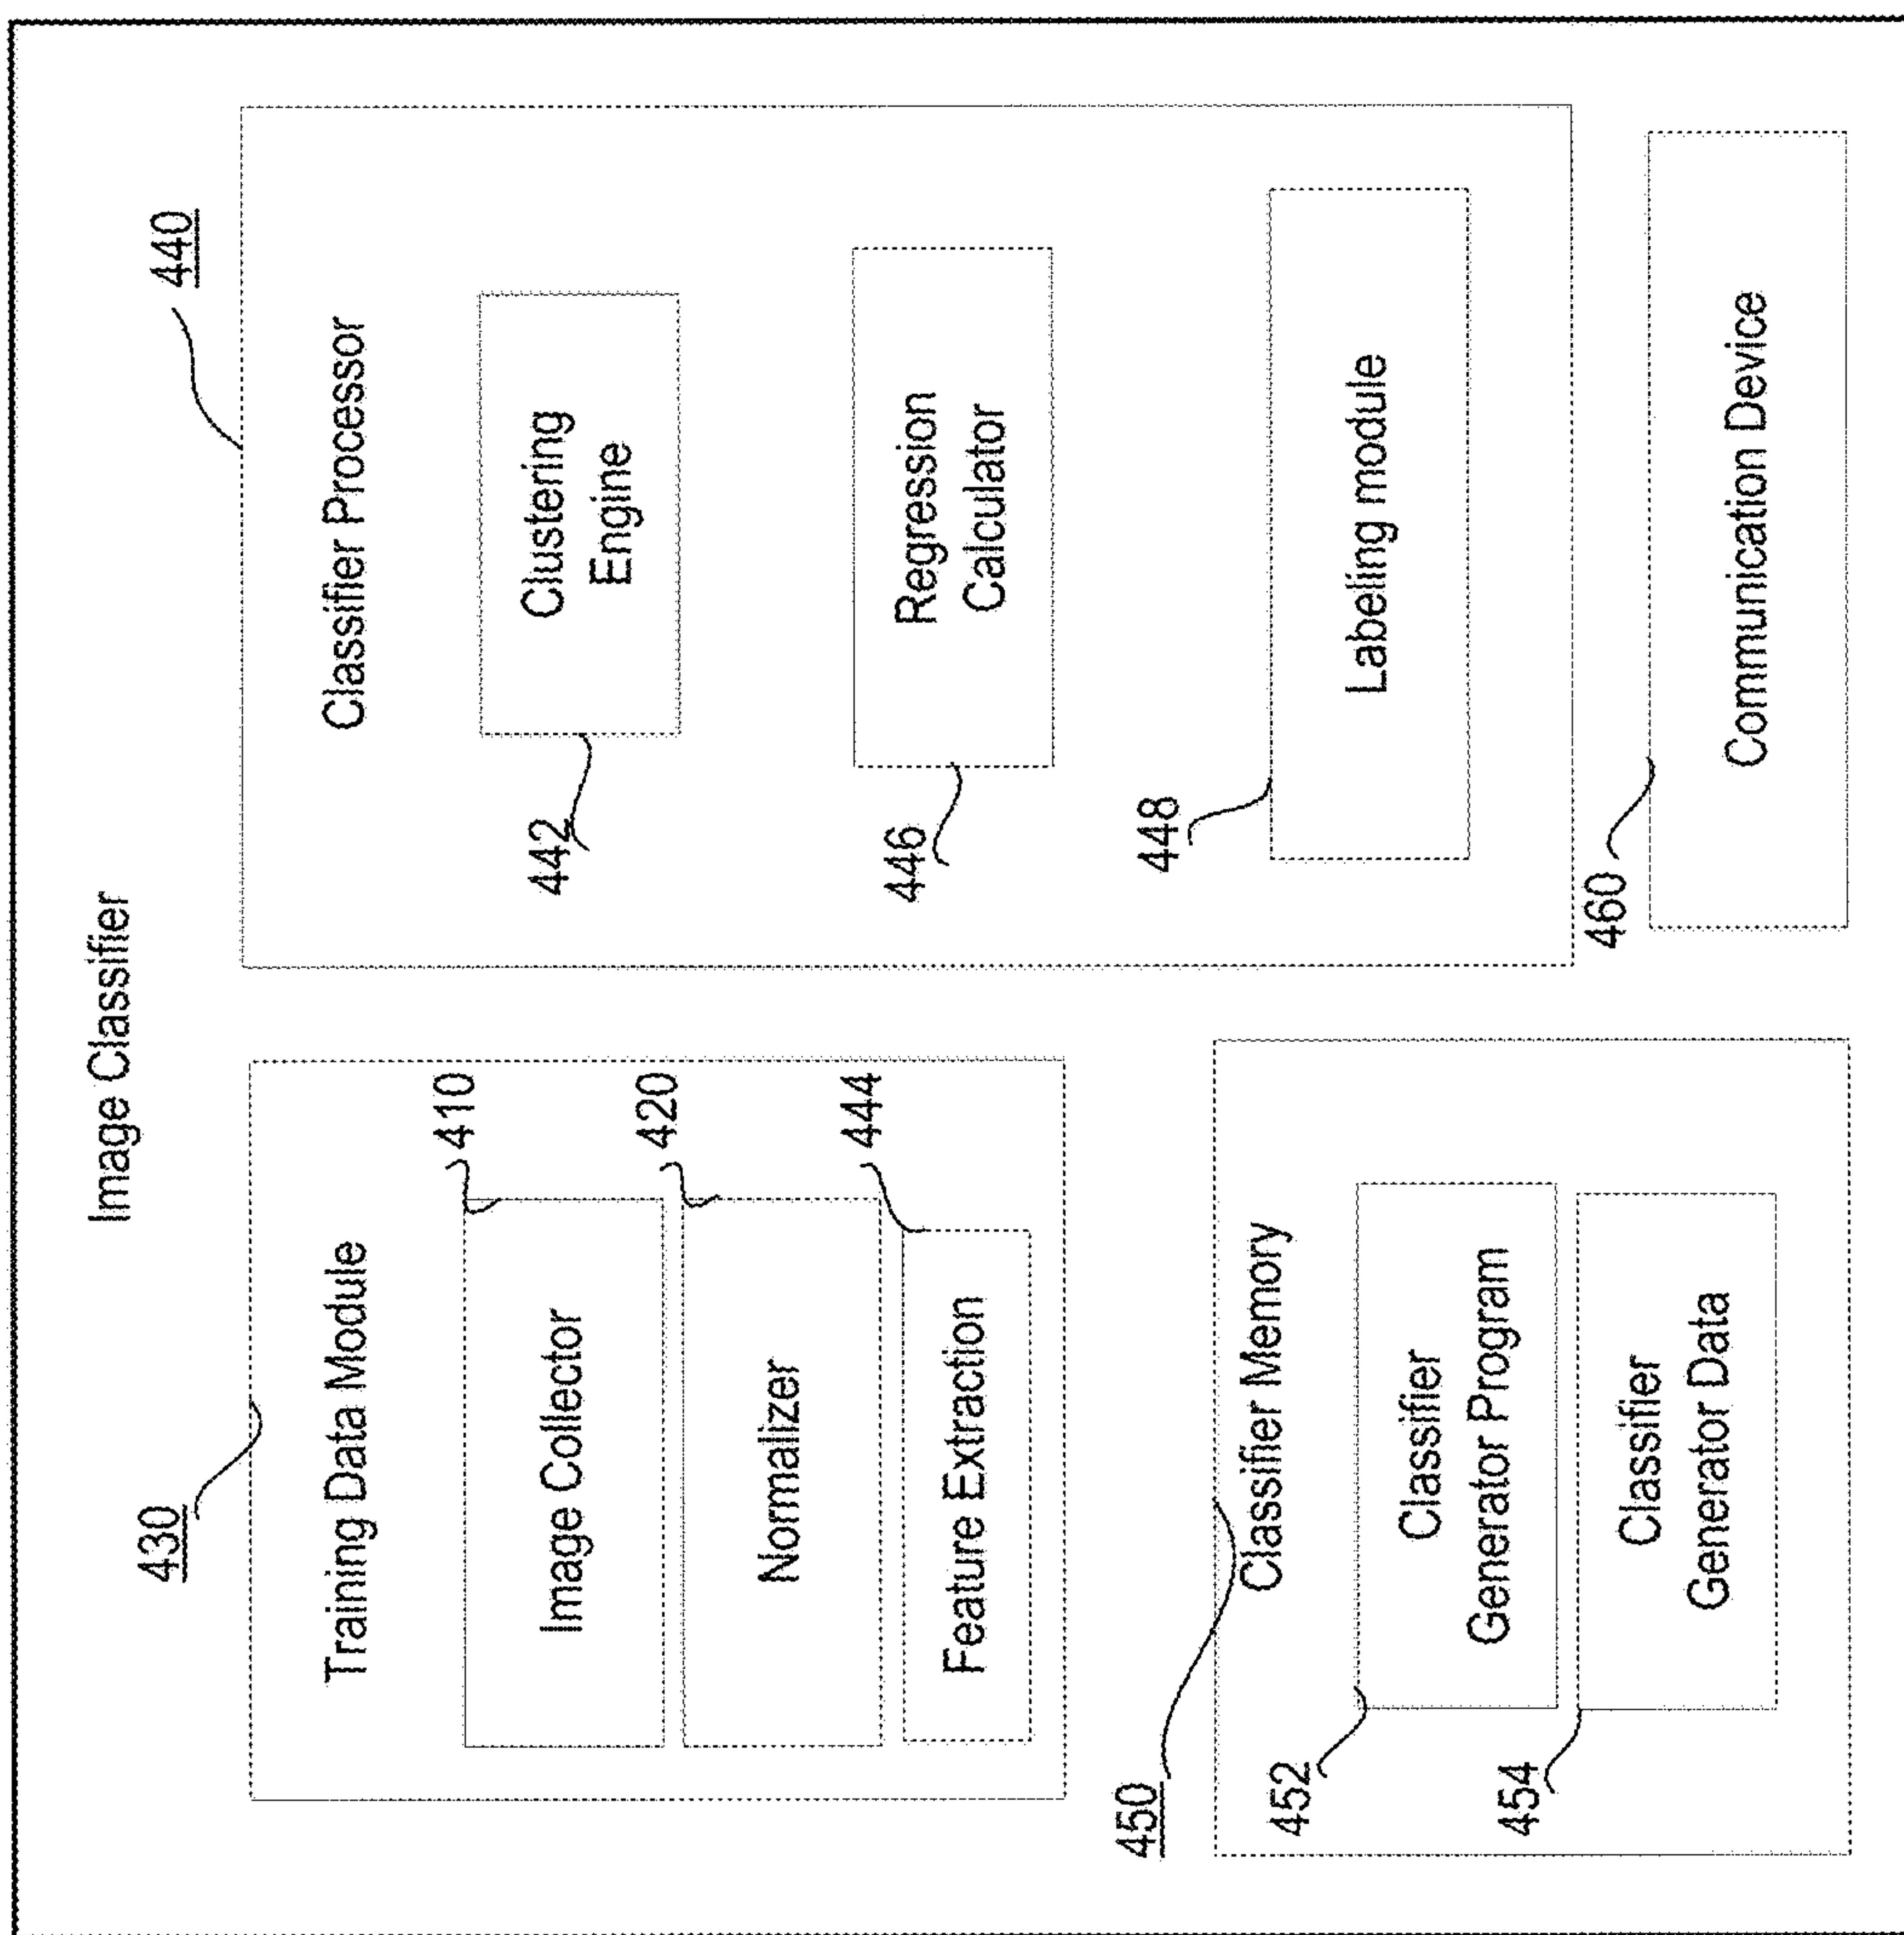 Image Classifier
430
Training Data Module
410
Image Collector
420
Normalizer
444
Feature Extraction
440
Classifier Processor
442
Clustering
Engine
446
Regression
Calculator
448
Labeling module
450
Classifier Memory
452
Classifier
Generator Program
454
Classifier
Generator Data
460
Communication Device